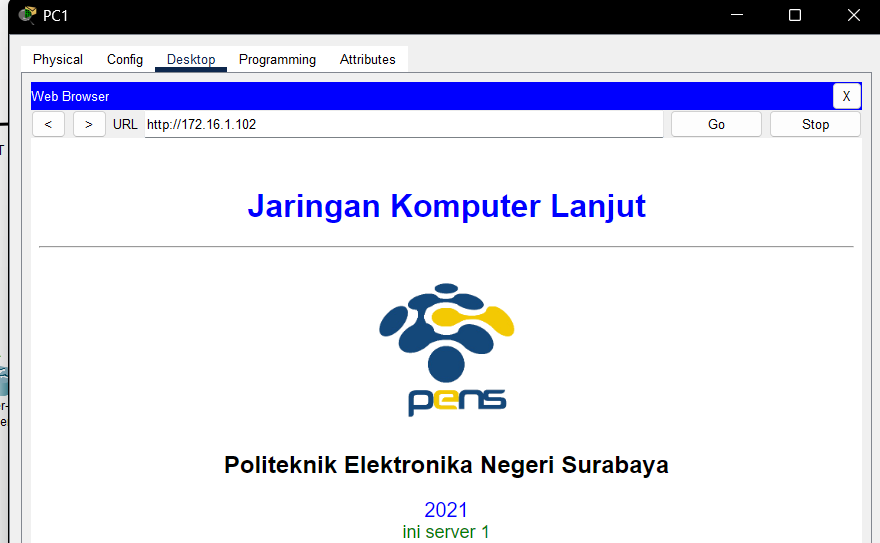 PC1
Physical Config Desktop Programming Attributes
Web Browser X
< > URL http://172.16.1.102 Go Stop
Jaringan Komputer Lanjut
pens
Politeknik Elektronika Negeri Surabaya
2021
ini server 1